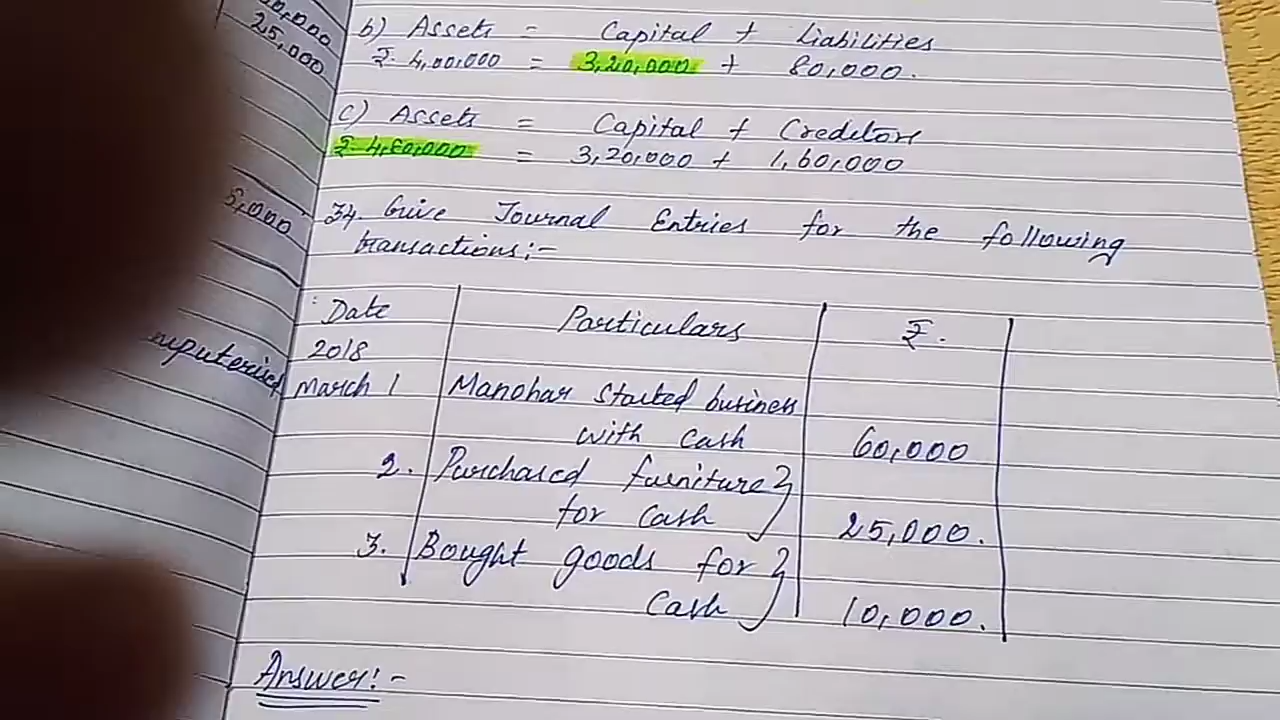 25,000
b) Assets = Capital + Liabilities
₹ 4,00,000 = 3,20,000 + 80,000.
c) Assets = Capital + Creditors
₹ 4,80,000 = 3,20,000 + 1,60,000
34. Give Journal Entries for the following
transactions:-
Date Particulars ₹.
2018
March 1 Manohar Started business
with Cash 60,000
2. Purchased furniture
for Cash 25,000.
3. Bought goods for
Cash 10,000.
Answer:-